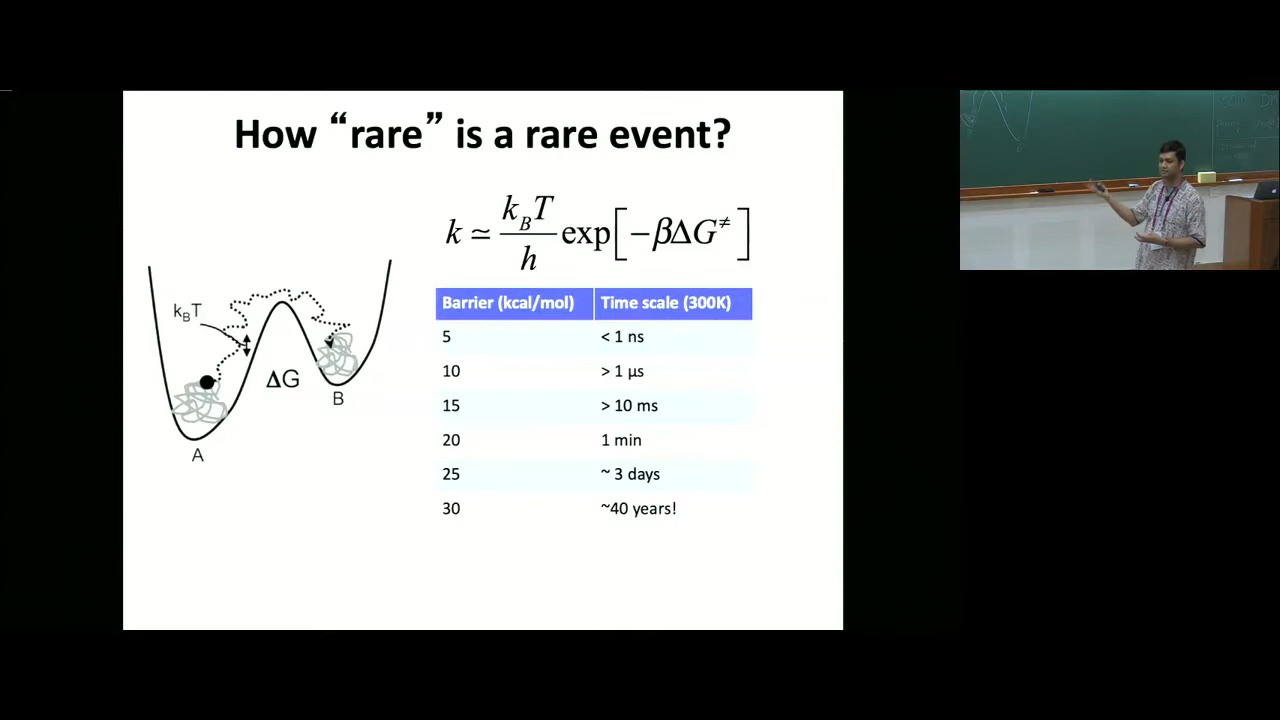 How “rare” is a rare event?
k ≃ k_BT/h exp[−βΔG≠]
k_BT
ΔG
A
B
Barrier (kcal/mol) Time scale (300K)
5 < 1 ns
10 > 1 μs
15 > 10 ms
20 1 min
25 ~ 3 days
30 ~40 years!